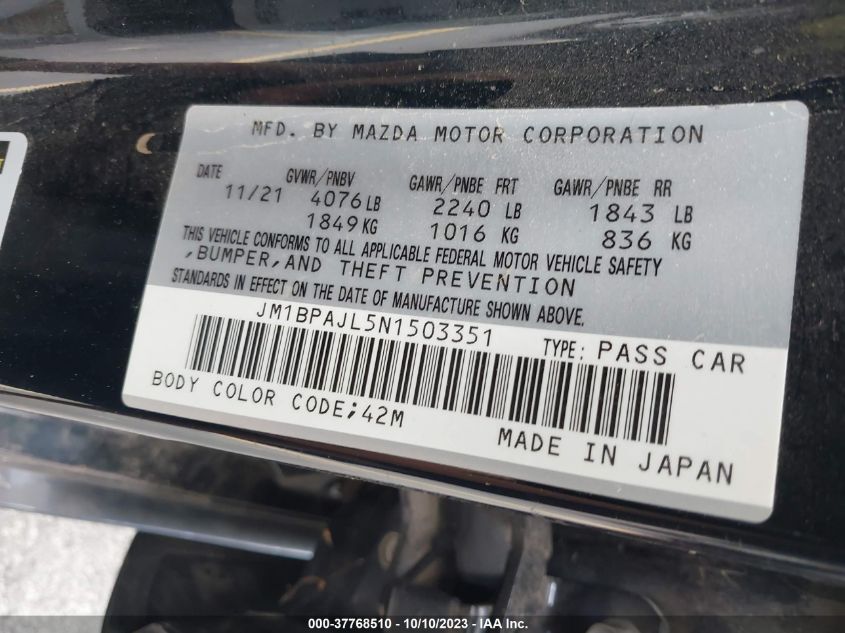 MFD. BY MAZDA MOTOR CORPORATION
DATE GVWR/PNBV GAWR/PNBE FRT GAWR/PNBE RR
11/21 4076 LB 2240 LB 1843 LB
1849 KG 1016 KG 836 KG
THIS VEHICLE CONFORMS TO ALL APPLICABLE FEDERAL MOTOR VEHICLE SAFETY
,BUMPER,AND THEFT PREVENTION
STANDARDS IN EFFECT ON THE DATE OF MANUFACTURE SHOWN ABOVE.
JM1BPAJL5N1503351 TYPE: PASS CAR
BODY COLOR CODE;42M
MADE IN JAPAN
000-37768510 - 10/10/2023 - IAA Inc.